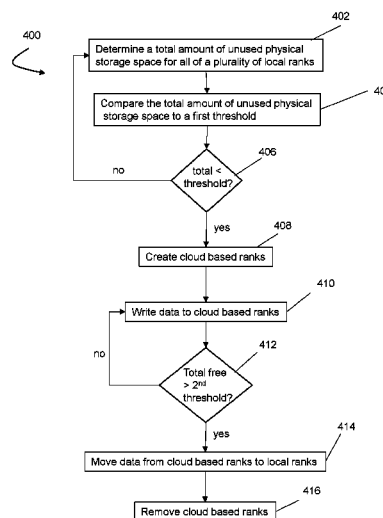 402
400
Determine a total amount of unused physical
storage space for all of a plurality of local ranks
Compare the total amount of unused physical
storage space to a first threshold
406
no
total <
threshold?
yes
408
Create cloud based ranks
410
Write data to cloud based ranks
412
no
Total free
> 2nd
threshold?
yes
414
Move data from cloud based ranks to local ranks
416
Remove cloud based ranks